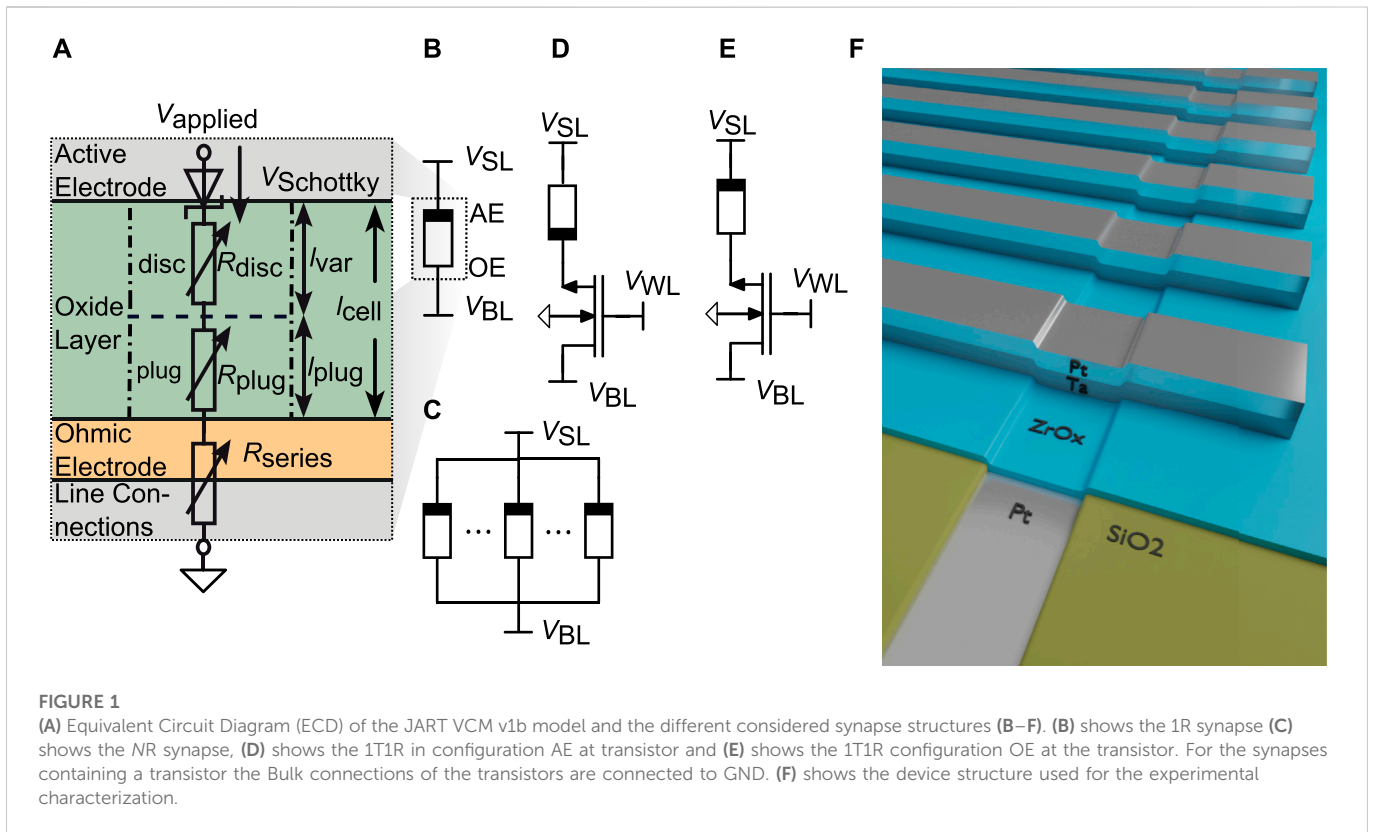 A
B
D
E
F
Vapplied
Active
Electrode
VSchottky
disc
Rdisc
lvar
lcell
Oxide
Layer
plug
Rplug
lplug
Ohmic
Electrode
Rseries
Line Con-
nections
VSL
AE
OE
VBL
C
VSL
VBL
VSL
VWL
VBL
VSL
VWL
VBL
Pt
Ta
ZrOx
Pt
SiO2
FIGURE 1
(A) Equivalent Circuit Diagram (ECD) of the JART VCM v1b model and the different considered synapse structures (B–F). (B) shows the 1R synapse (C)
shows the NR synapse, (D) shows the 1T1R in configuration AE at transistor and (E) shows the 1T1R configuration OE at the transistor. For the synapses
containing a transistor the Bulk connections of the transistors are connected to GND. (F) shows the device structure used for the experimental
characterization.